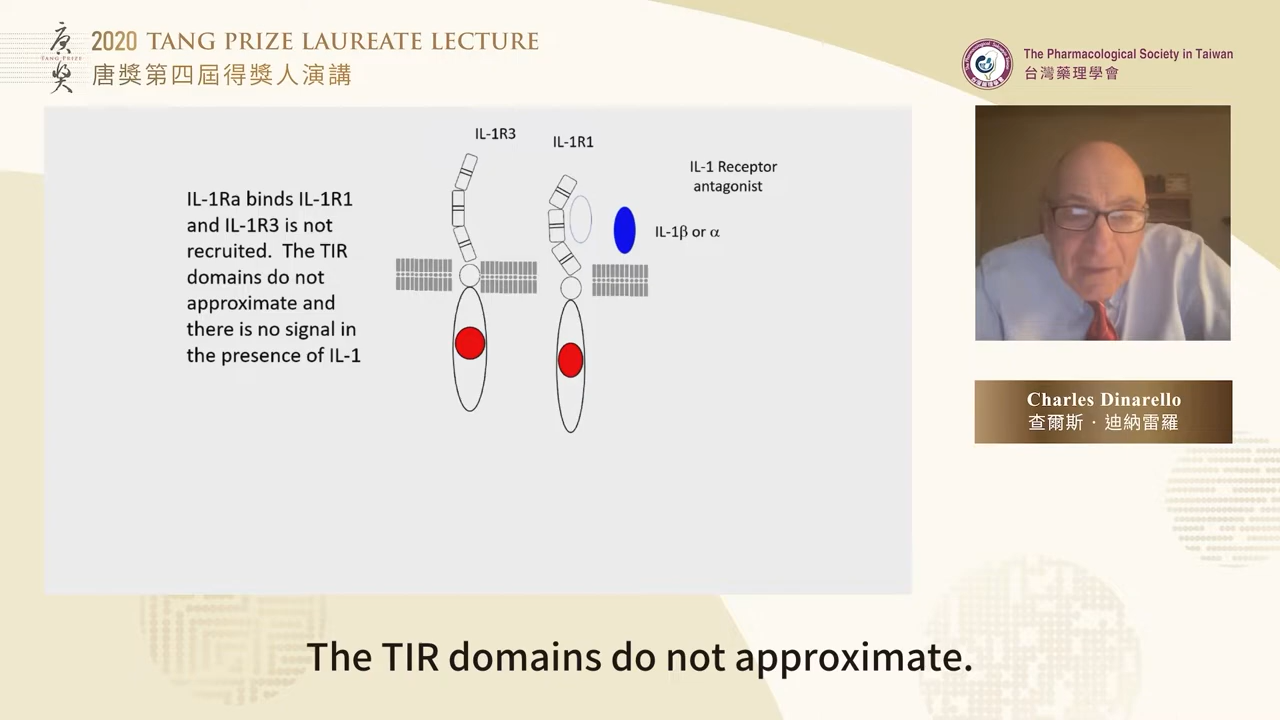 唐獎
TANG PRIZE
2020 TANG PRIZE LAUREATE LECTURE
唐獎第四屆得獎人演講
The Pharmacological Society in Taiwan
台灣藥理學會
IL-1R3
IL-1R1
IL-1 Receptor
antagonist
IL-1β or α
IL-1Ra binds IL-1R1
and IL-1R3 is not
recruited. The TIR
domains do not
approximate and
there is no signal in
the presence of IL-1
Charles Dinarello
查爾斯・迪納雷羅
The TIR domains do not approximate.